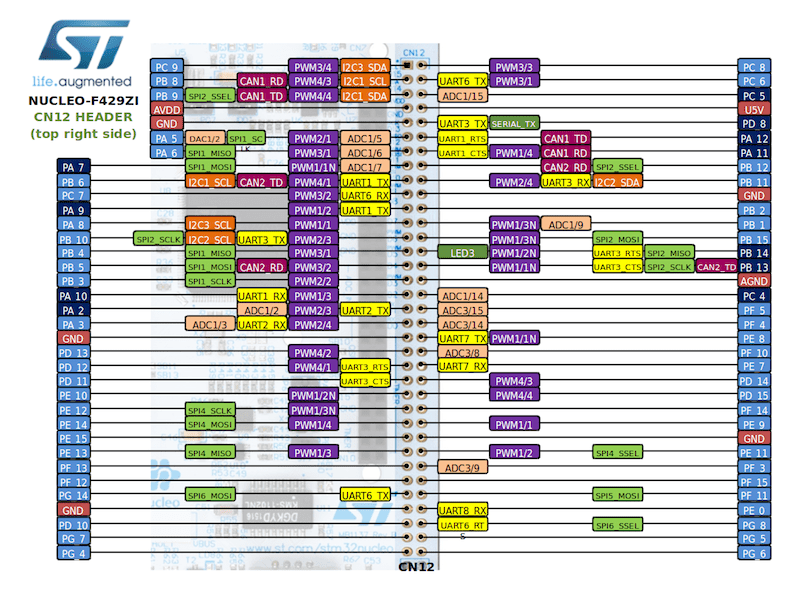 ST
life.augmented
NUCLEO-F429ZI
CN12 HEADER
(top right side)
CN12
PC 9 PWM3/4 I2C3_SDA PWM3/3 PC 8
PB 8 CAN1_RD PWM4/3 I2C1_SCL UART6_TX PWM3/1 PC 6
PB 9 SPI2_SSEL CAN1_TD PWM4/4 I2C1_SDA ADC1/15 PC 5
AVDD U5V
GND UART3_TX SERIAL_TX PD 8
PA 5 DAC1/2 SPI1_SC LK PWM2/1 ADC1/5 UART1_RTS CAN1_TD PA 12
PA 6 SPI1_MISO PWM3/1 ADC1/6 UART1_CTS PWM1/4 CAN1_RD PA 11
PA 7 SPI1_MOSI PWM1/1N ADC1/7 CAN2_RD SPI2_SSEL PB 12
PB 6 I2C1_SCL CAN2_TD PWM4/1 UART1_TX PWM2/4 UART3_RX I2C2_SDA PB 11
PC 7 PWM3/2 UART6_RX GND
PA 9 PWM1/2 UART1_TX PB 2
PA 8 I2C3_SCL PWM1/1 PWM1/3N ADC1/9 PB 1
PB 10 SPI2_SCLK I2C2_SCL UART3_TX PWM2/3 PWM1/3N SPI2_MOSI PB 15
PB 4 SPI1_MISO PWM3/1 LED3 PWM1/2N UART3_RTS SPI2_MISO PB 14
PB 5 SPI1_MOSI CAN2_RD PWM3/2 PWM1/1N UART3_CTS SPI2_SCLK CAN2_TD PB 13
PB 3 SPI1_SCLK PWM2/2 AGND
PA 10 UART1_RX PWM1/3 ADC1/14 PC 4
PA 2 ADC1/2 PWM2/3 UART2_TX ADC3/15 PF 5
PA 3 ADC1/3 UART2_RX PWM2/4 ADC3/14 PF 4
GND UART7_TX PWM1/1N PE 8
PD 13 PWM4/2 ADC3/8 PF 10
PD 12 PWM4/1 UART3_RTS UART7_RX PE 7
PD 11 UART3_CTS PWM4/3 PD 14
PE 10 PWM1/2N PWM4/4 PD 15
PE 12 SPI4_SCLK PWM1/3N PF 14
PE 14 SPI4_MOSI PWM1/4 PWM1/1 PE 9
PE 15 GND
PE 13 SPI4_MISO PWM1/3 PWM1/2 SPI4_SSEL PE 11
PF 13 ADC3/9 PF 3
PF 12 PF 15
PG 14 SPI6_MOSI UART6_TX SPI5_MOSI PF 11
GND UART8_RX PE 0
PD 10 UART6_RT S SPI6_SSEL PG 8
PG 7 PG 5
PG 4 PG 6
www.st.com/stm32nucleo
CN12